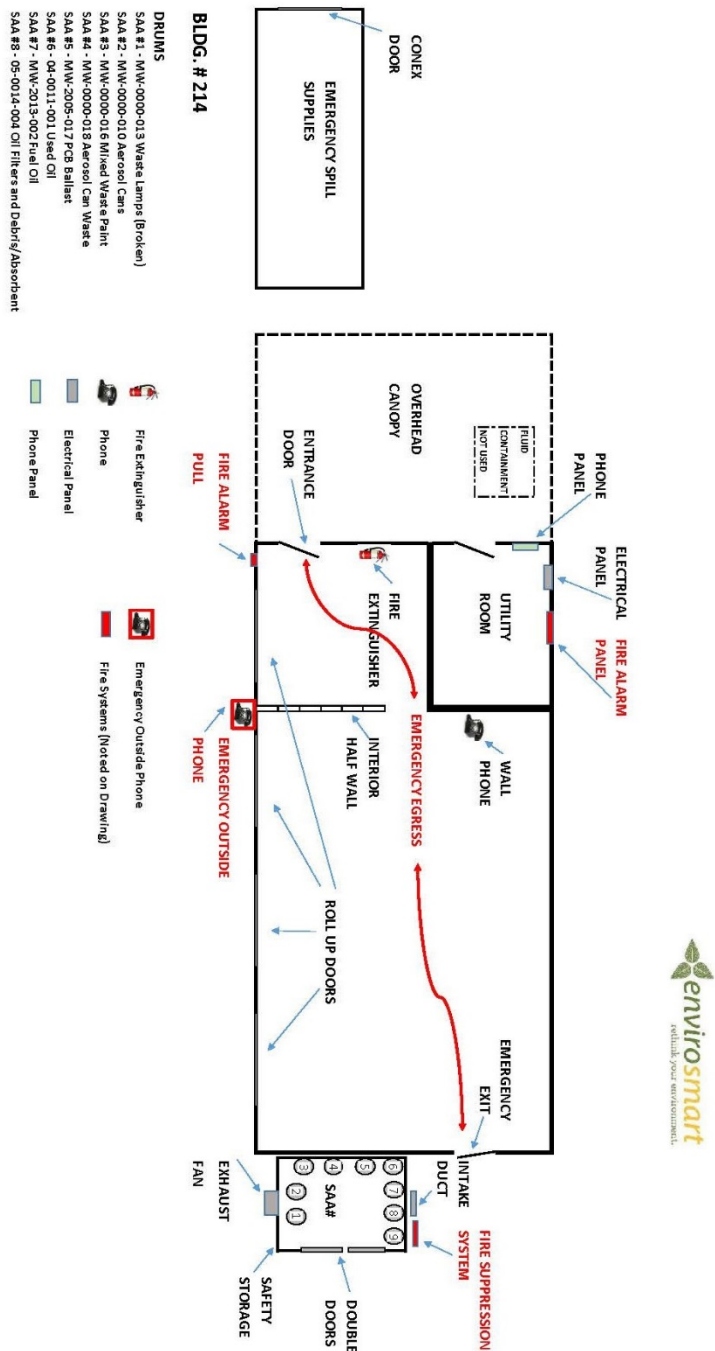 envirosmart
rethink your environment.
PHONE
PANEL
ELECTRICAL
PANEL
FIRE ALARM
PANEL
WALL
PHONE
EMERGENCY
EXIT
INTAKE
DUCT
FIRE SUPPRESSION
SYSTEM
CONEX
DOOR
EMERGENCY SPILL
SUPPLIES
OVERHEAD
CANOPY
FLUID
CONTAINMENT
NOT USED
UTILITY
ROOM
FIRE
EXTINGUISHER
EMERGENCY EGRESS
INTERIOR
HALF WALL
ENTRANCE
DOOR
ROLL UP DOORS
6
7
8
9
5
4
3
SAA#
2
1
DOUBLE
DOORS
SAFETY
STORAGE
EXHAUST
FAN
FIRE ALARM
PULL
EMERGENCY OUTSIDE
PHONE
BLDG. # 214
DRUMS
SAA #1 - MW-0000-013 Waste Lamps (Broken)
SAA #2 - MW-0000-010 Aerosol Cans
SAA #3 - MW-0000-016 Mixed Waste Paint
SAA #4 - MW-0000-018 Aerosol Can Waste
SAA #5 - MW-2005-017 PCB Ballast
SAA #6 - 04-0011-001 Used Oil
SAA #7 - MW-2013-002 Fuel Oil
SAA #8 - 05-0014-004 Oil Filters and Debris/Absorbent
Fire Extinguisher
Phone
Electrical Panel
Phone Panel
Emergency Outside Phone
Fire Systems (Noted on Drawing)